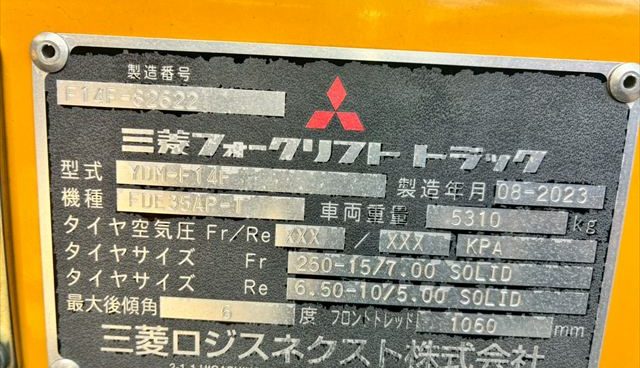 製造番号
F14E-89622
三菱フォークリフト トラック
型式 YDM-F14E 製造年月 08-2023
機種 FDE35AP-T 車両重量 5310 kg
タイヤ空気圧 Fr/Re XXX / XXX KPA
タイヤサイズ Fr 250-15/7.00 SOLID
タイヤサイズ Re 6.50-10/5.00 SOLID
最大後傾角 6 度 フロントトレッド 1060 mm
三菱ロジスネクスト株式会社